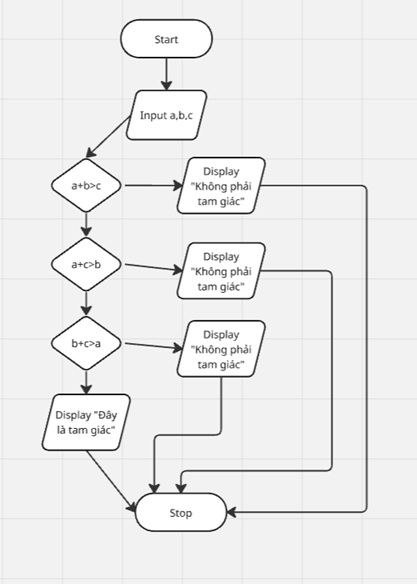 Start
Input a,b,c
a+b>c
Display
"Không phải
tam giác"
a+c>b
Display
"Không phải
tam giác"
b+c>a
Display
"Không phải
tam giác"
Display "Đây
là tam giác"
Stop